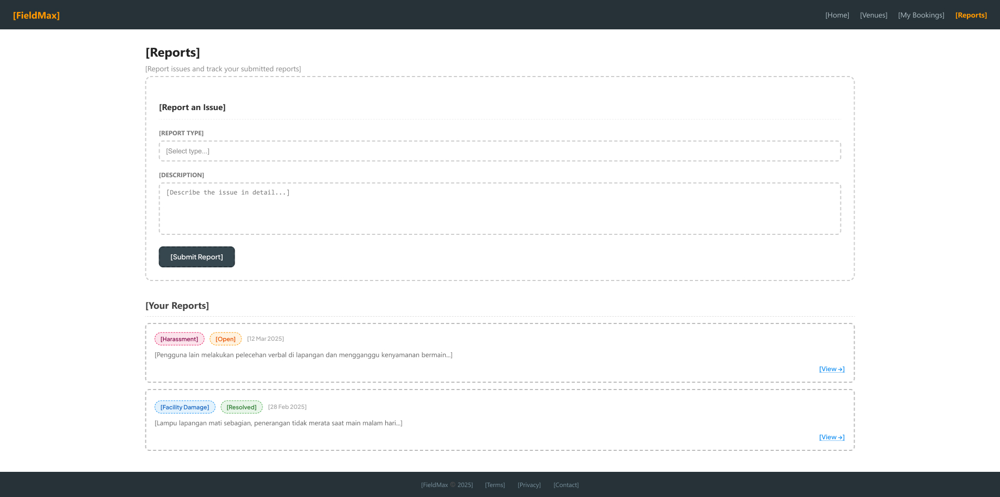 [FieldMax]
[Home] [Venues] [My Bookings] [Reports]
[Reports]
[Report issues and track your submitted reports]
[Report an Issue]
[REPORT TYPE]
[Select type...]
[DESCRIPTION]
[Describe the issue in detail...]
[Submit Report]
[Your Reports]
[Harassment] [Open] [12 Mar 2025]
[Pengguna lain melakukan pelecehan verbal di lapangan dan mengganggu kenyamanan bermain...]
[View →]
[Facility Damage] [Resolved] [28 Feb 2025]
[Lampu lapangan mati sebagian, penerangan tidak merata saat main malam hari...]
[View →]
[FieldMax © 2025] [Terms] [Privacy] [Contact]